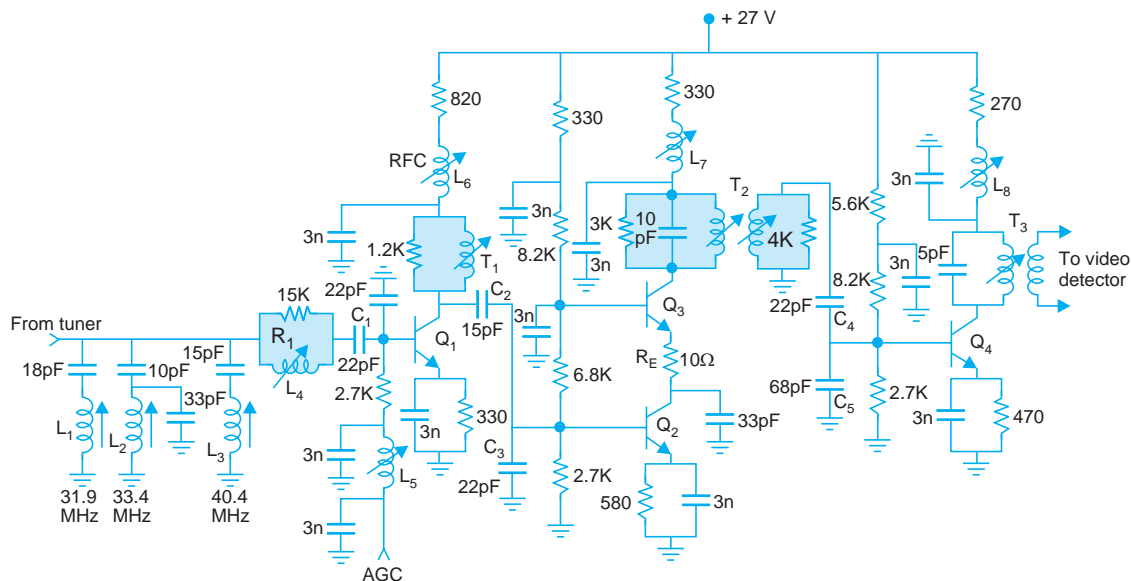 + 27 V
820
330
330
270
RFC
L6
L7
L8
3n
3n
3n
1.2K
T1
8.2K
3K
3n
10
pF
T2
4K
5.6K
8.2K
3n
5pF
T3
To video
detector
From tuner
15K
R1
L4
22pF
C1
22pF
Q1
C2
15pF
3n
Q3
RE
10Ω
22pF
C4
Q4
18pF
10pF
15pF
33pF
L1
L2
L3
2.7K
3n
330
6.8K
Q2
33pF
68pF
C5
2.7K
3n
470
3n
L5
C3
22pF
2.7K
580
3n
31.9
MHz
33.4
MHz
40.4
MHz
3n
AGC